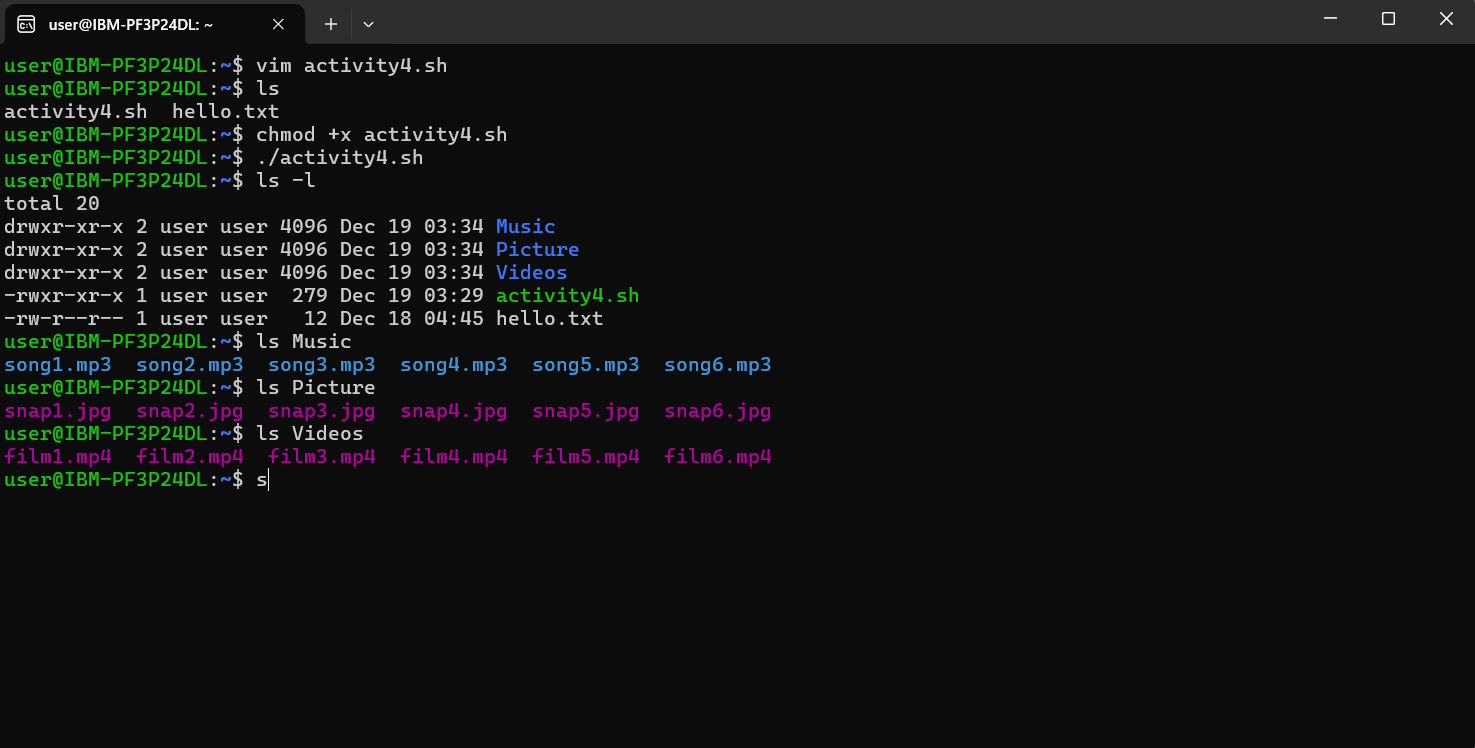 user@IBM-PF3P24DL: ~
user@IBM-PF3P24DL:~$ vim activity4.sh
user@IBM-PF3P24DL:~$ ls
activity4.sh  hello.txt
user@IBM-PF3P24DL:~$ chmod +x activity4.sh
user@IBM-PF3P24DL:~$ ./activity4.sh
user@IBM-PF3P24DL:~$ ls -l
total 20
drwxr-xr-x 2 user user 4096 Dec 19 03:34 Music
drwxr-xr-x 2 user user 4096 Dec 19 03:34 Picture
drwxr-xr-x 2 user user 4096 Dec 19 03:34 Videos
-rwxr-xr-x 1 user user  279 Dec 19 03:29 activity4.sh
-rw-r--r-- 1 user user   12 Dec 18 04:45 hello.txt
user@IBM-PF3P24DL:~$ ls Music
song1.mp3  song2.mp3  song3.mp3  song4.mp3  song5.mp3  song6.mp3
user@IBM-PF3P24DL:~$ ls Picture
snap1.jpg  snap2.jpg  snap3.jpg  snap4.jpg  snap5.jpg  snap6.jpg
user@IBM-PF3P24DL:~$ ls Videos
film1.mp4  film2.mp4  film3.mp4  film4.mp4  film5.mp4  film6.mp4
user@IBM-PF3P24DL:~$ s